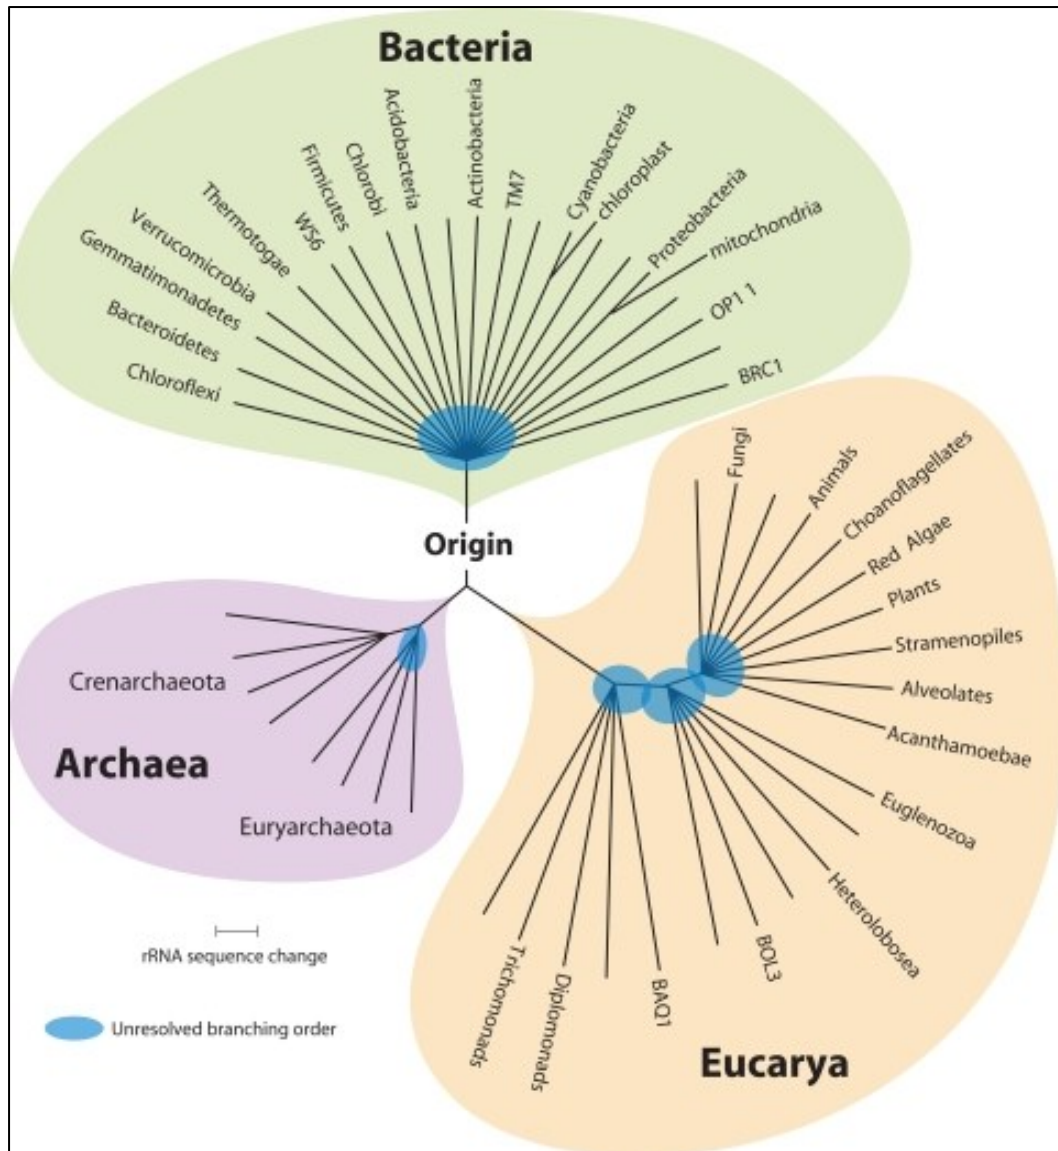 Bacteria
Chloroflexi
Bacteroidetes
Gemmatimonadetes
Verrucomicrobia
Thermotogae
WS6
Firmicutes
Chlorobi
Acidobacteria
Actinobacteria
TM7
Cyanobacteria
chloroplast
Proteobacteria
mitochondria
OP1 1
BRC1
Origin
Fungi
Animals
Choanoflagellates
Red Algae
Plants
Stramenopiles
Alveolates
Acanthamoebae
Euglenozoa
Heterolobosea
BOL3
BAQ1
Diplomonads
Trichomonads
Eucarya
Crenarchaeota
Archaea
Euryarchaeota
rRNA sequence change
Unresolved branching order